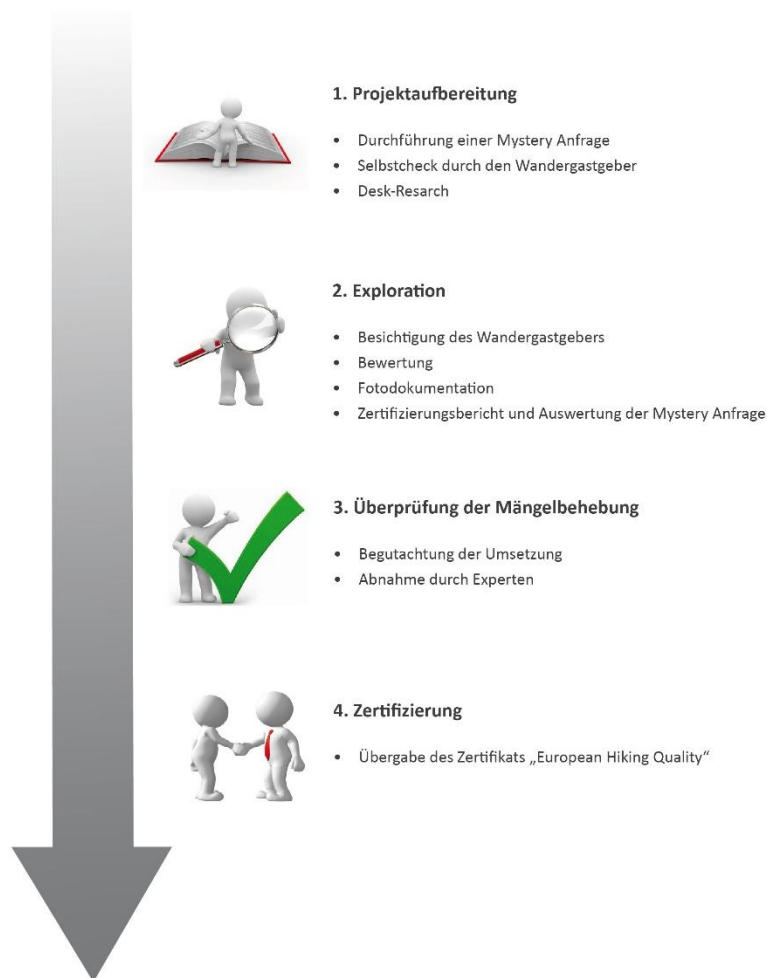 1. Projektaufbereitung
• Durchführung einer Mystery Anfrage
• Selbstcheck durch den Wandergastgeber
• Desk-Resarch
2. Exploration
• Besichtigung des Wandergastgebers
• Bewertung
• Fotodokumentation
• Zertifizierungsbericht und Auswertung der Mystery Anfrage
3. Überprüfung der Mängelbehebung
• Begutachtung der Umsetzung
• Abnahme durch Experten
4. Zertifizierung
• Übergabe des Zertifikats „European Hiking Quality“